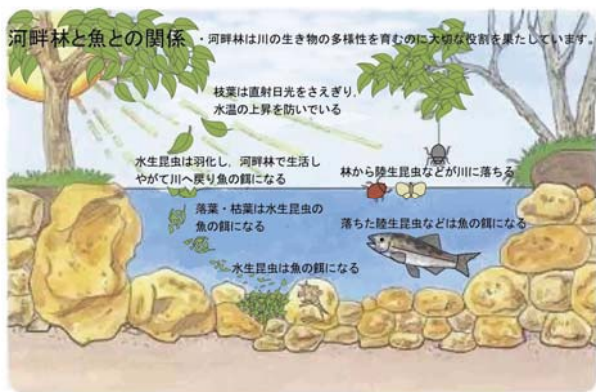 河畔林と魚との関係 ・河畔林は川の生き物の多様性を育むのに大切な役割を果たしています。
枝葉は直射日光をさえぎり、
水温の上昇を防いでいる
水生昆虫は羽化し、河畔林で生活し
やがて川へ戻り魚の餌になる
林から陸生昆虫などが川に落ちる
落葉・枯葉は水生昆虫の
魚の餌になる
落ちた陸生昆虫などは魚の餌になる
水生昆虫は魚の餌になる